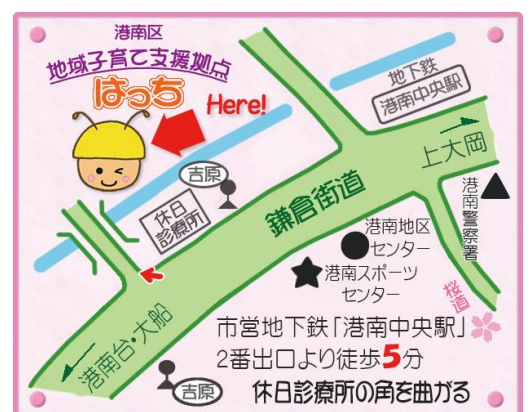 港南区
地域子育て支援拠点
はっち
Here!
地下鉄
港南中央駅
上大岡
吉原
休日
診療所
鎌倉街道
港南警察署
港南地区
センター
港南スポーツ
センター
桜道
港南台・大船
吉原
市営地下鉄「港南中央駅」
2番出口より徒歩5分
休日診療所の角を曲がる